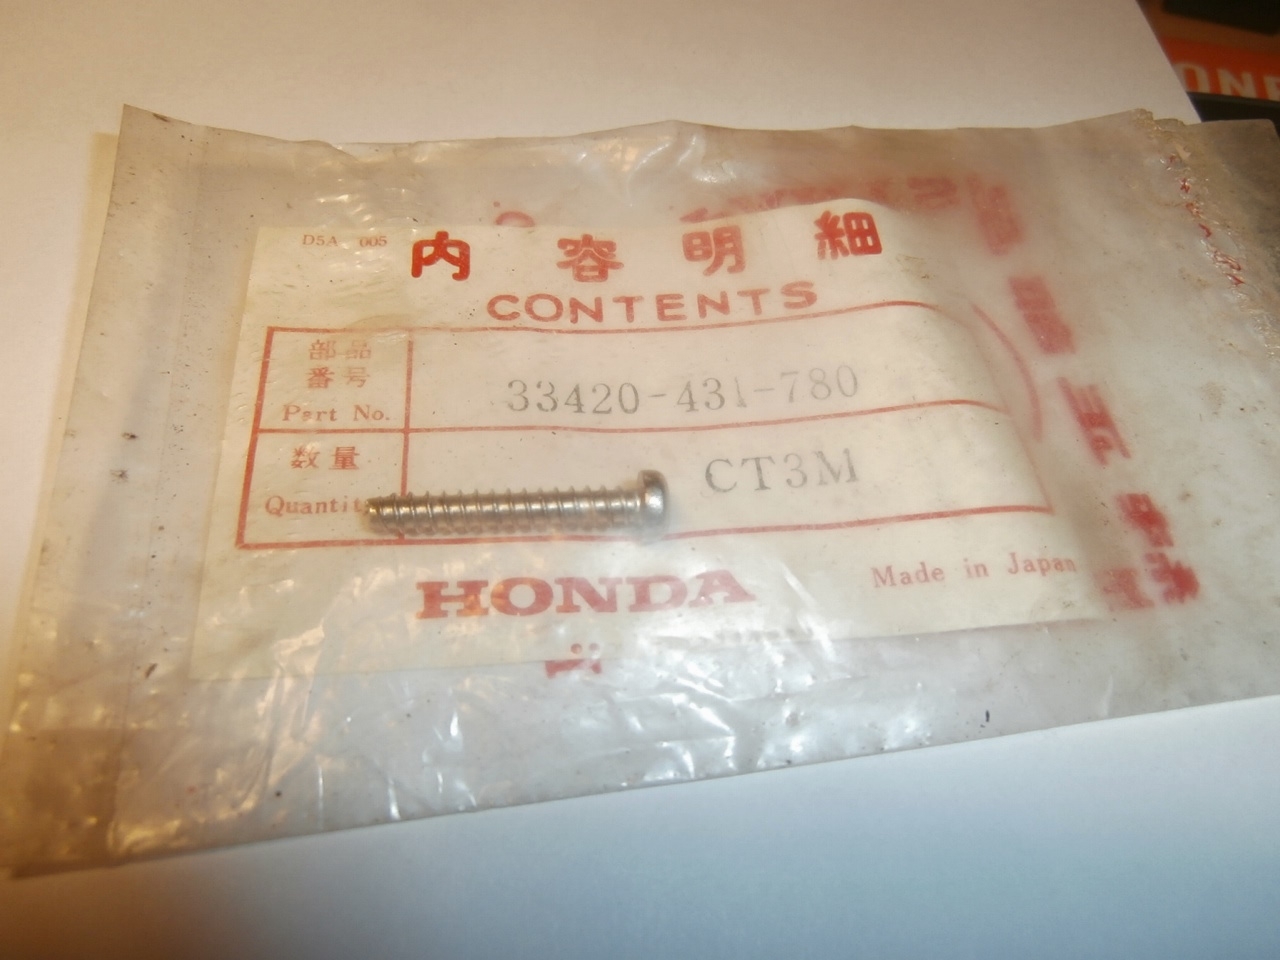 D5A 005
内容明細
CONTENTS
部品
番号
Part No.
33420-431-780
数量
CT3M
Quantit
HONDA
Made in Japan